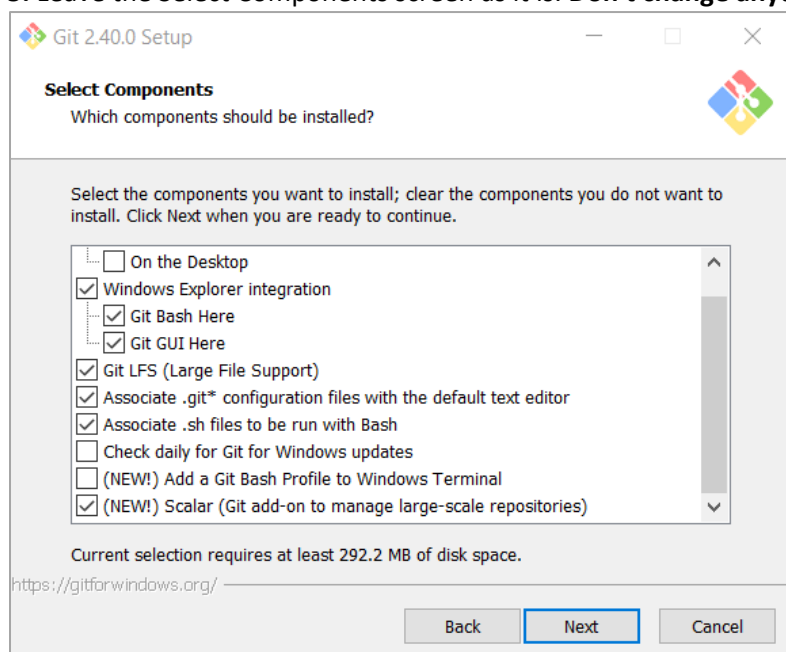 Git 2.40.0 Setup
Select Components
Which components should be installed?
Select the components you want to install; clear the components you do not want to
install. Click Next when you are ready to continue.
On the Desktop
Windows Explorer integration
Git Bash Here
Git GUI Here
Git LFS (Large File Support)
Associate .git* configuration files with the default text editor
Associate .sh files to be run with Bash
Check daily for Git for Windows updates
(NEW!) Add a Git Bash Profile to Windows Terminal
(NEW!) Scalar (Git add-on to manage large-scale repositories)
Current selection requires at least 292.2 MB of disk space.
https://gitforwindows.org/
Back Next Cancel